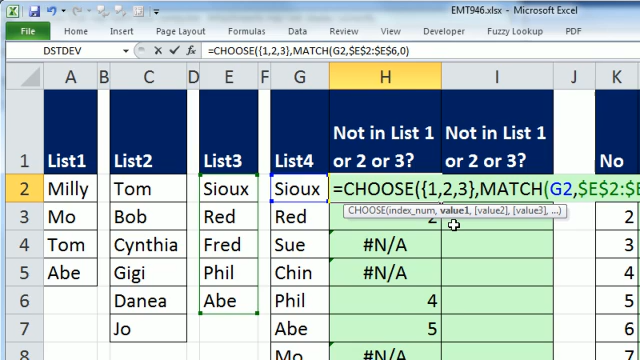 EMT946.xlsx - Microsoft Excel
File Home Insert Page Layout Formulas Data Review View Developer Fuzzy Lookup PDF
DSTDEV fx =CHOOSE({1,2,3},MATCH(G2,$E$2:$E$6,0)
A B C D E F G H I J K
1 List1 List2 List3 List4 Not in List 1 or 2 or 3? Not in List 1 or 2 or 3? No
2 Milly Tom Sioux Sioux =CHOOSE({1,2,3},MATCH(G2,$E$2:$E
CHOOSE(index_num, value1, [value2], [value3], ...)
3 Mo Bob Red Red 2 2
4 Tom Cynthia Fred Sue #N/A 3
5 Abe Gigi Phil Chin #N/A 4
6 Danea Abe Phil 4 5
7 Jo Abe 5 6
8 Mo #N/A 7